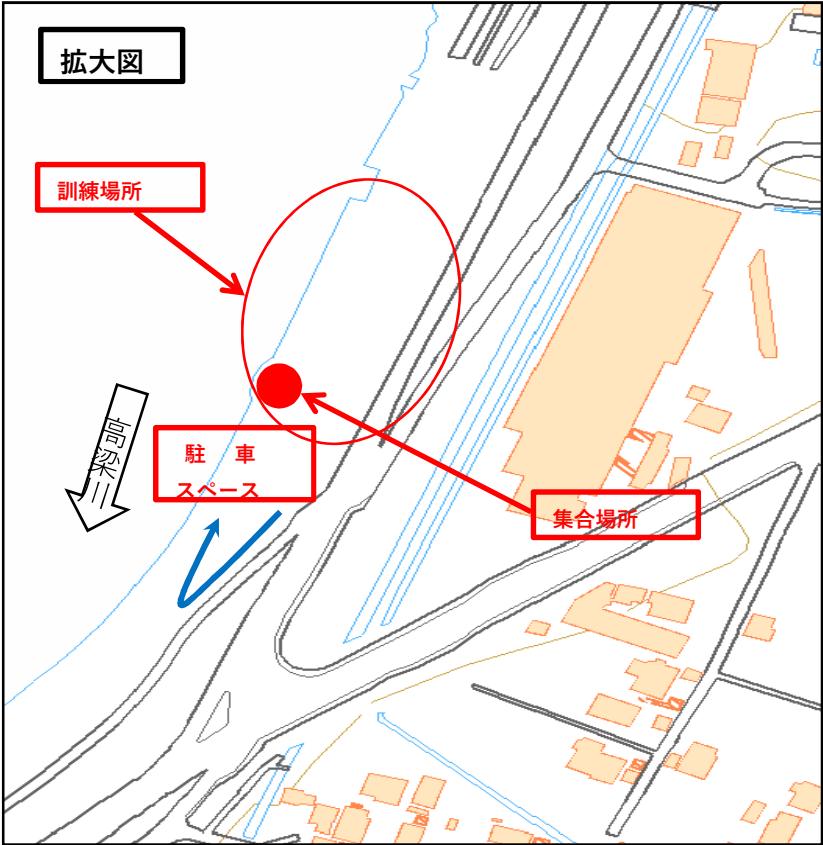 拡大図
訓練場所
高梁川
駐　車
スペース
集合場所